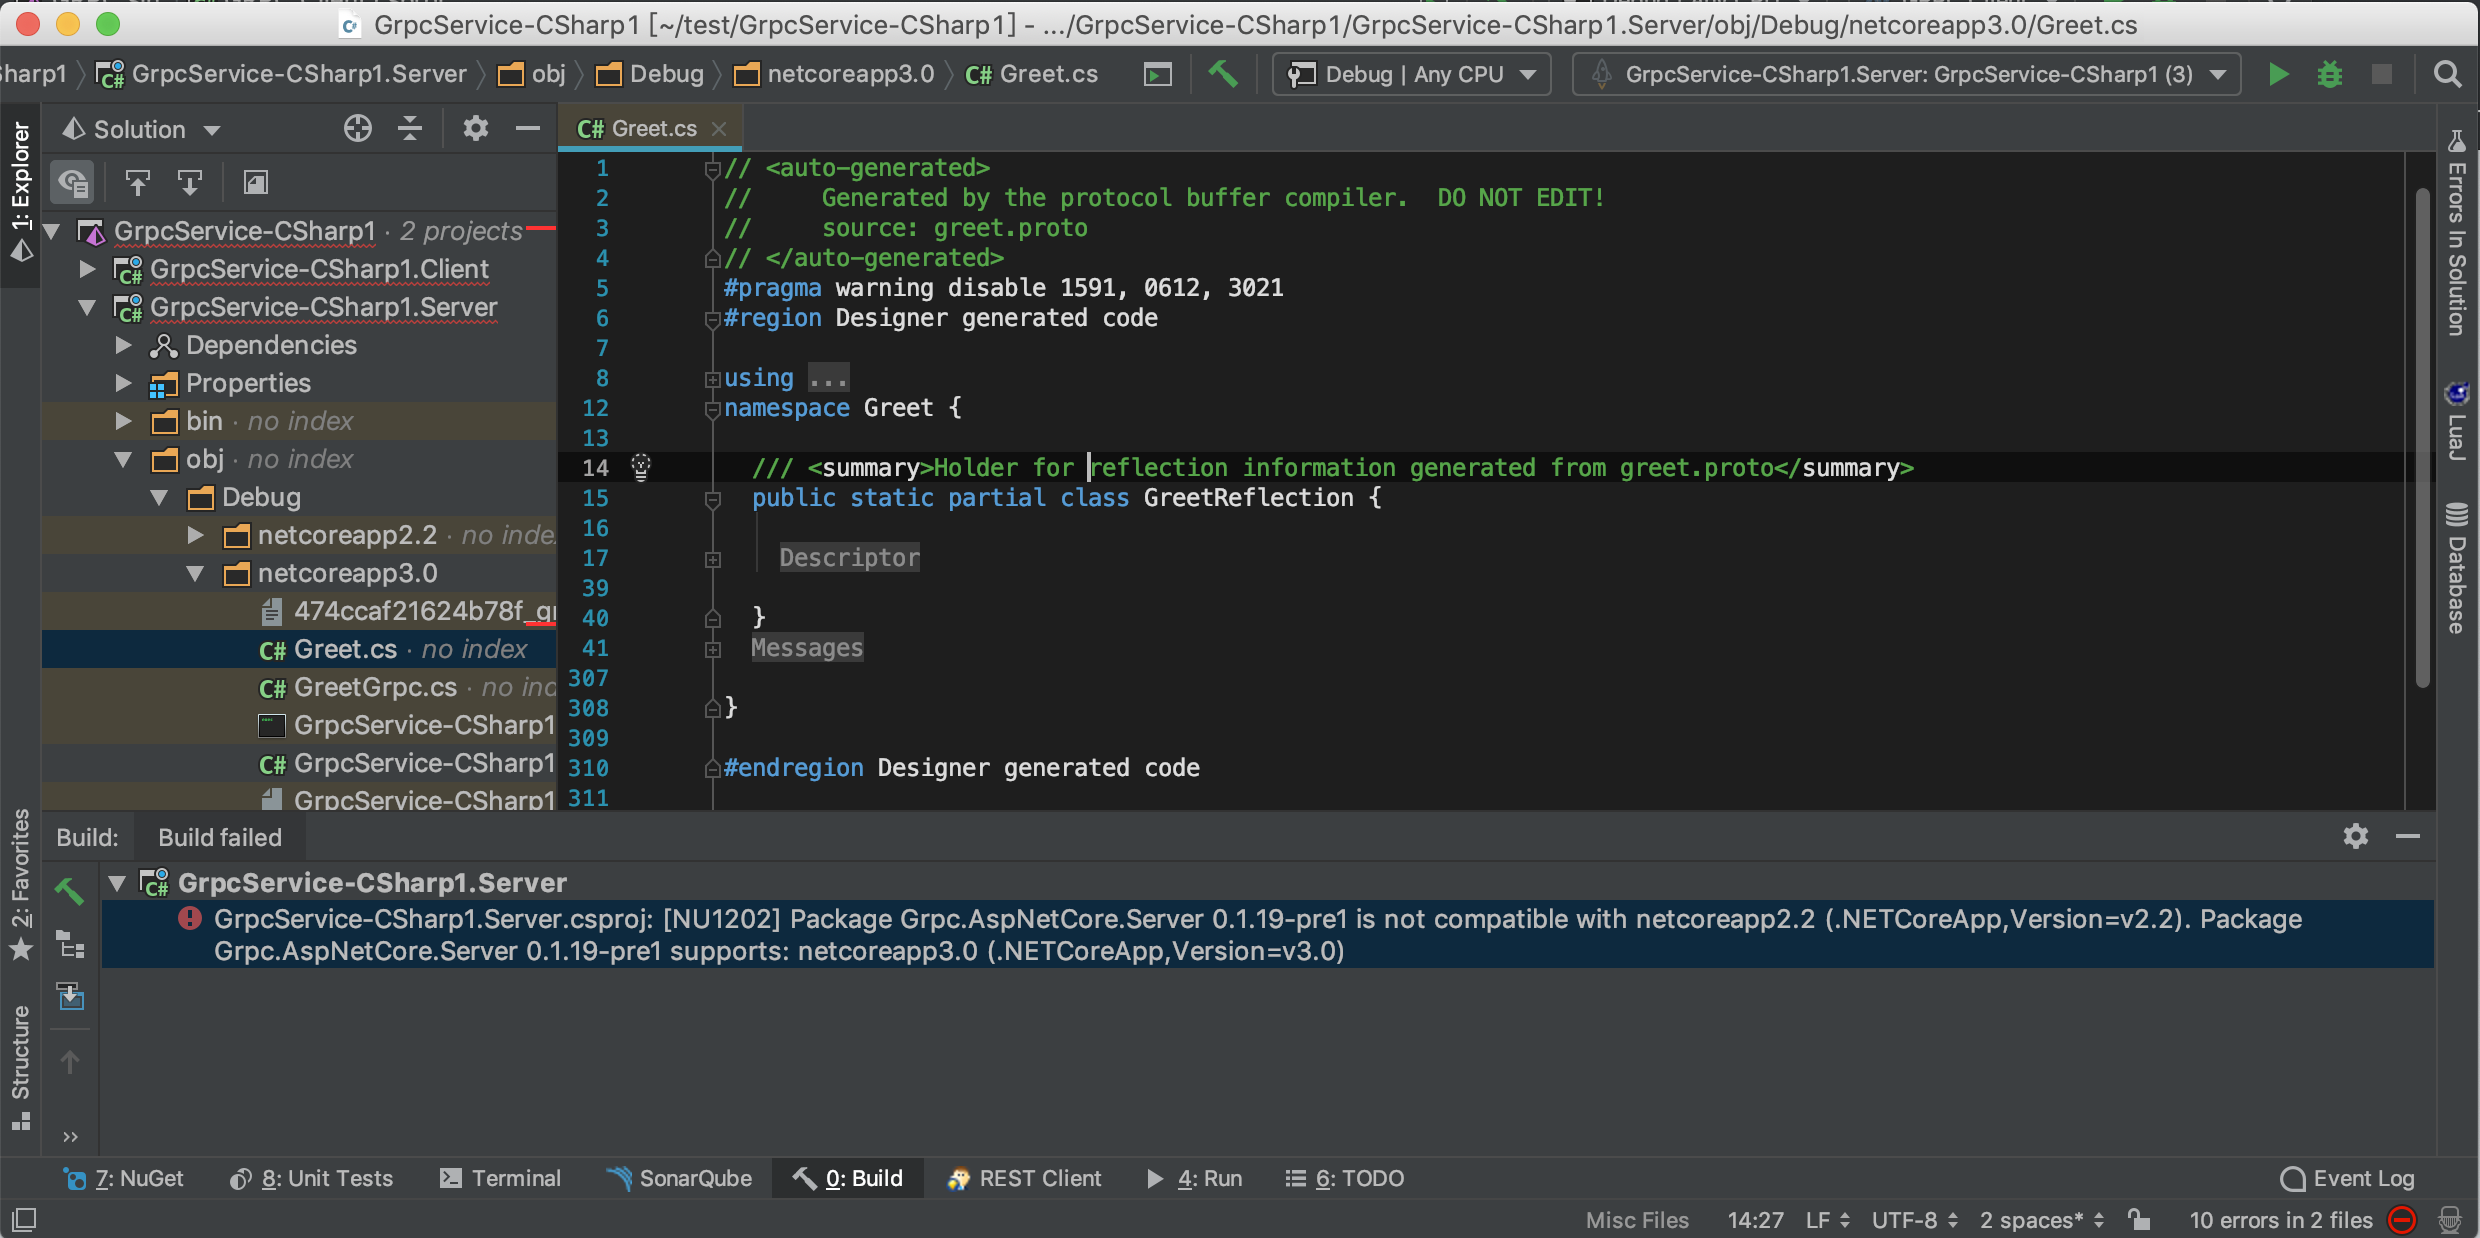 GrpcService-CSharp1 [~/test/GrpcService-CSharp1] - .../GrpcService-CSharp1/GrpcService-CSharp1.Server/obj/Debug/netcoreapp3.0/Greet.cs
Sharp1 GrpcService-CSharp1.Server obj Debug netcoreapp3.0 C# Greet.cs Debug | Any CPU GrpcService-CSharp1.Server: GrpcService-CSharp1 (3)
Solution
C# Greet.cs
1: Explorer
2: Favorites
Structure
GrpcService-CSharp1 · 2 projects
GrpcService-CSharp1.Client
GrpcService-CSharp1.Server
Dependencies
Properties
bin · no index
obj · no index
Debug
netcoreapp2.2 · no inde
netcoreapp3.0
474ccaf21624b78f_gr
C# Greet.cs · no index
C# GreetGrpc.cs · no ind
GrpcService-CSharp1
C# GrpcService-CSharp1
GrpcService-CSharp1
1 // <auto-generated>
2 //     Generated by the protocol buffer compiler.  DO NOT EDIT!
3 //     source: greet.proto
4 // </auto-generated>
5 #pragma warning disable 1591, 0612, 3021
6 #region Designer generated code
7
8 using ...
12 namespace Greet {
13
14   /// <summary>Holder for reflection information generated from greet.proto</summary>
15   public static partial class GreetReflection {
16
17     Descriptor
39
40   }
41   Messages
307
308 }
309
310 #endregion Designer generated code
311
Errors In Solution
LuaJ
Database
Build: Build failed
GrpcService-CSharp1.Server
GrpcService-CSharp1.Server.csproj: [NU1202] Package Grpc.AspNetCore.Server 0.1.19-pre1 is not compatible with netcoreapp2.2 (.NETCoreApp,Version=v2.2). Package
Grpc.AspNetCore.Server 0.1.19-pre1 supports: netcoreapp3.0 (.NETCoreApp,Version=v3.0)
7: NuGet 8: Unit Tests Terminal SonarQube 0: Build REST Client 4: Run 6: TODO Event Log
Misc Files 14:27 LF UTF-8 2 spaces* 10 errors in 2 files